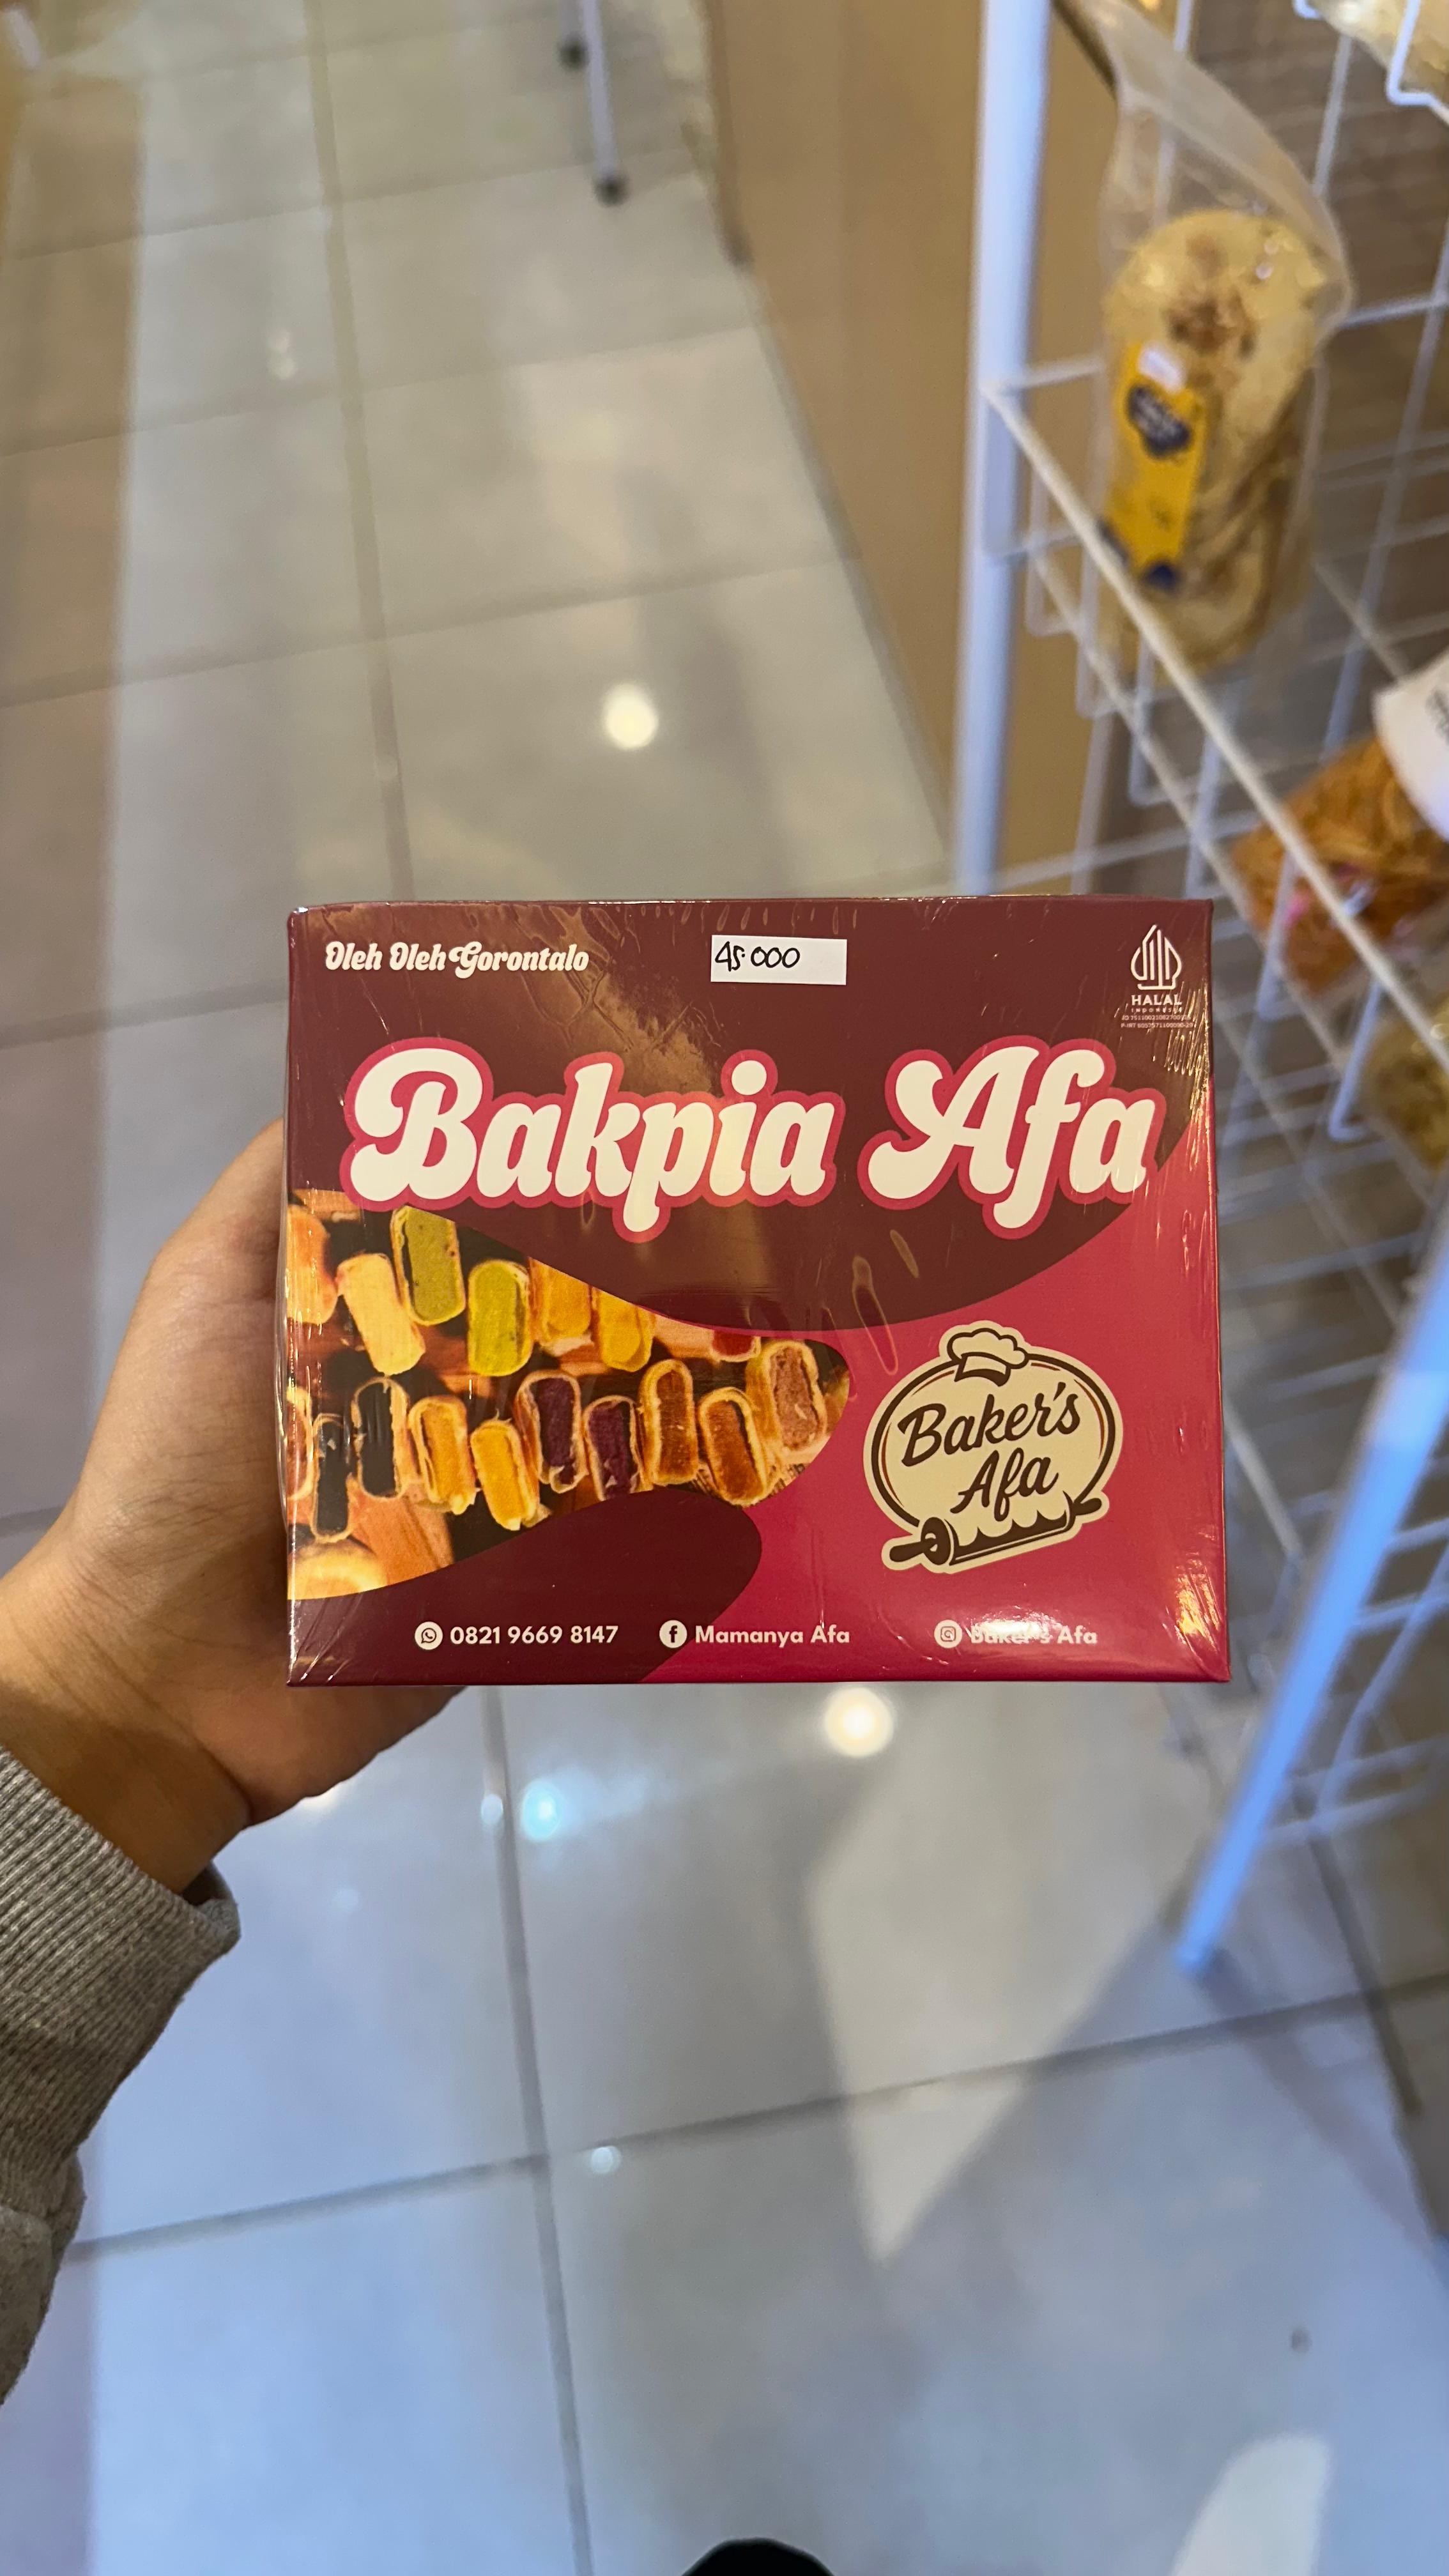 Oleh Oleh Gorontalo
45.000
HALAL
INDONESIA
Bakpia Afa
Baker's
Afa
0821 9669 8147
Mamanya Afa
Baker's Afa